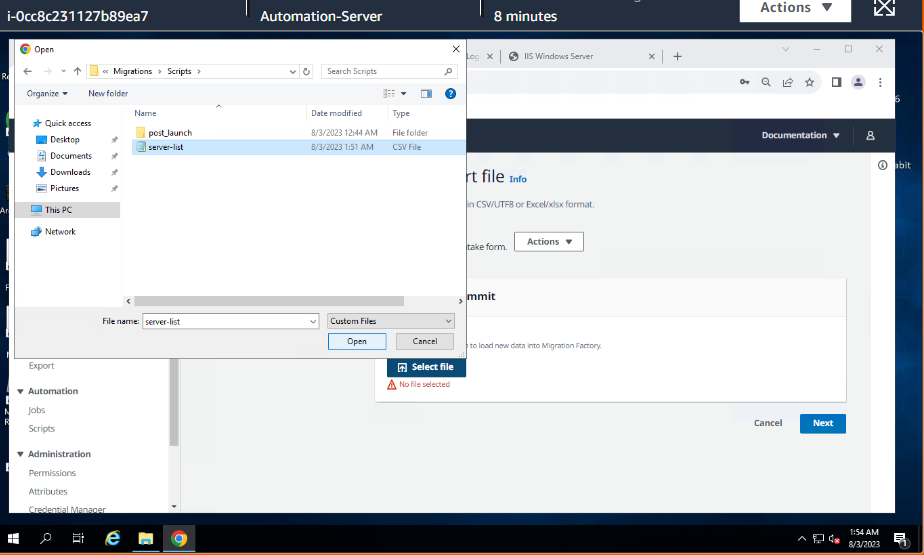 i-0cc8c231127b89ea7
Automation-Server
8 minutes
Actions
Open
Log
IIS Windows Server
« Migrations > Scripts >
Search Scripts
Organize
New folder
Name
Date modified
Type
Quick access
Desktop
Documents
Downloads
Pictures
This PC
Network
post_launch
8/3/2023 12:44 AM
File folder
server-list
8/3/2023 1:51 AM
CSV File
File name:
server-list
Custom Files
Open
Cancel
Documentation
abit
rt file
Info
in CSV/UTF8 or Excel/xlsx format.
take form.
Actions
mmit
to load new data into Migration Factory.
Select file
No file selected
Cancel
Next
Export
Automation
Jobs
Scripts
Administration
Permissions
Attributes
Credential Manager
1:54 AM
8/3/2023
1